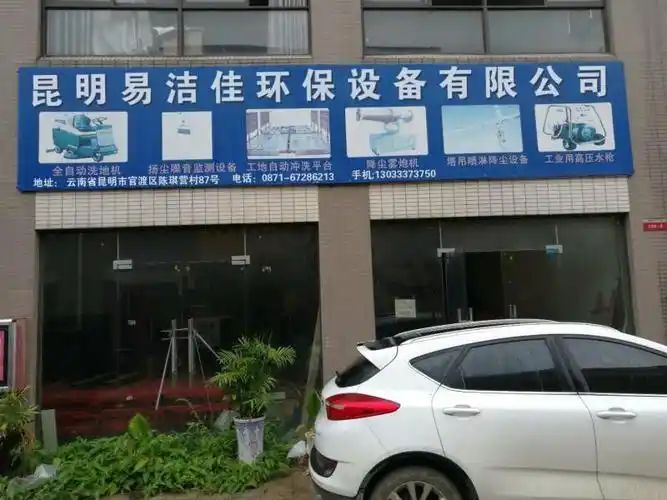 昆明易洁佳环保设备有限公司
全自动洗地机 扬尘噪音监测设备 工地自动冲洗平台 降尘雾炮机 塔吊喷淋降尘设备 工业用高压水枪
地址：云南省昆明市官渡区陈琪营村87号 电话：0871-67286213 手机:13033373750